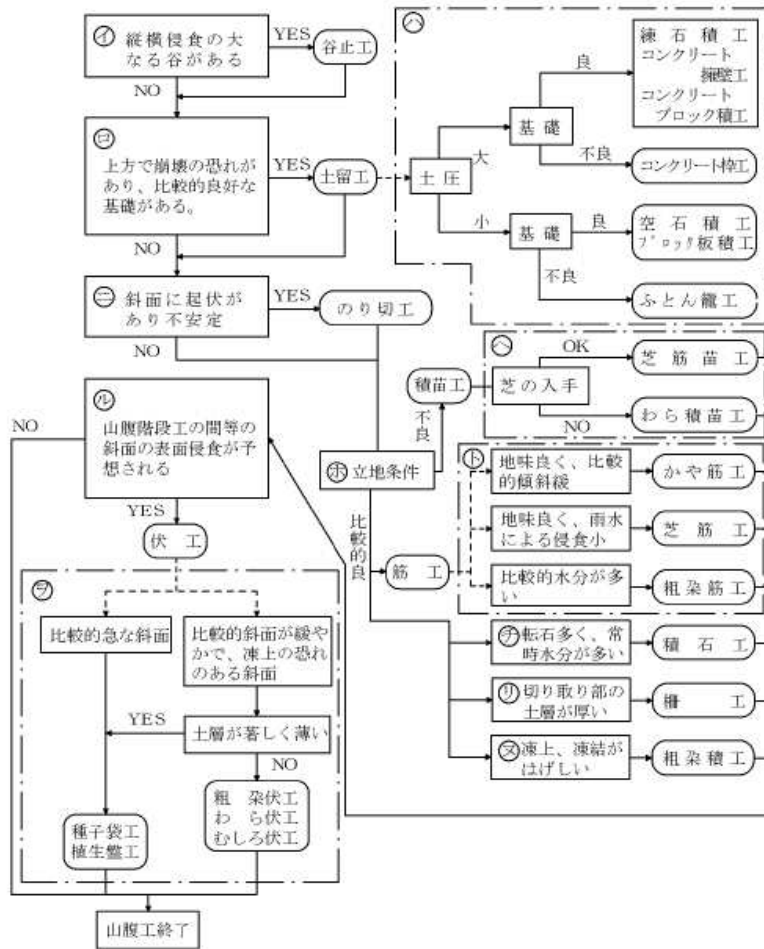 ㋑ 縦横侵食の大
なる谷がある
YES
谷止工
NO
㋺
上方で崩壊の恐れが
あり、比較的良好な
基礎がある。
YES
土留工
NO
㊁ 斜面に起伏が
あり不安定
YES
のり切工
NO
㋩
土圧
大
基礎
良
練石積工
コンクリート
擁壁工
コンクリート
ブロック積工
不良
コンクリート枠工
小
基礎
良
空石積工
ブロック板積工
不良
ふとん籠工
㋭立地条件
不良
積苗工
㋬
芝の入手
OK
芝筋苗工
NO
わら積苗工
比較的良
筋工
㋣
地味良く、比較
的傾斜緩
かや筋工
地味良く、雨水
による侵食小
芝筋工
比較的水分が多
い
粗朶筋工
㋠転石多く、常
時水分が多い
積石工
㋷切り取り部の
土層が厚い
柵工
㋦凍上、凍結が
はげしい
粗朶積工
㋸
山腹階段工の間等の
斜面の表面侵食が予
想される
NO
YES
伏工
㋾
比較的急な斜面
比較的斜面が緩や
かで、凍上の恐れ
のある斜面
土層が著しく薄い
YES
NO
種子袋工
植生盤工
粗朶伏工
わら伏工
むしろ伏工
山腹工終了